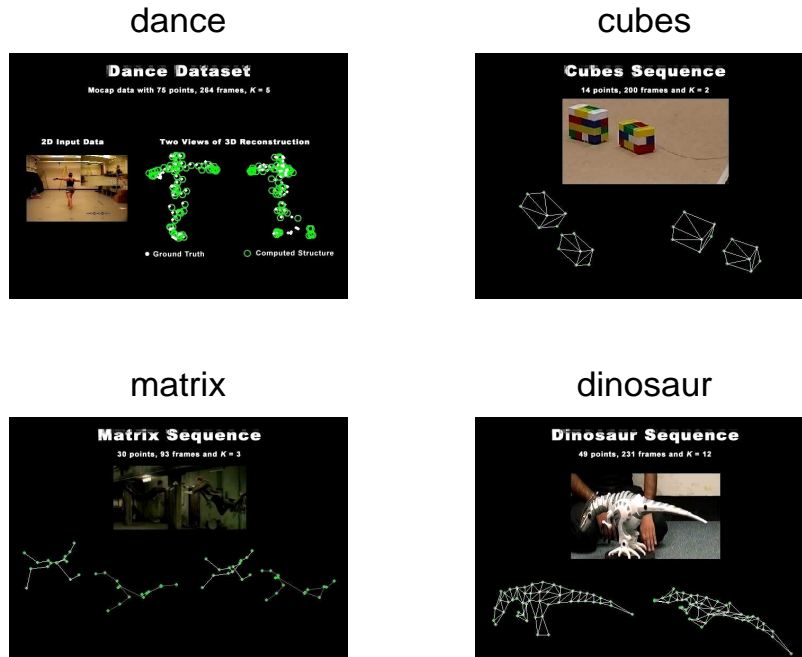 dance
cubes
Dance Dataset
Mocap data with 75 points, 264 frames, K = 5
2D Input Data
Two Views of 3D Reconstruction
Ground Truth
Computed Structure
Cubes Sequence
14 points, 200 frames and K = 2
matrix
dinosaur
Matrix Sequence
30 points, 93 frames and K = 3
Dinosaur Sequence
49 points, 231 frames and K = 12